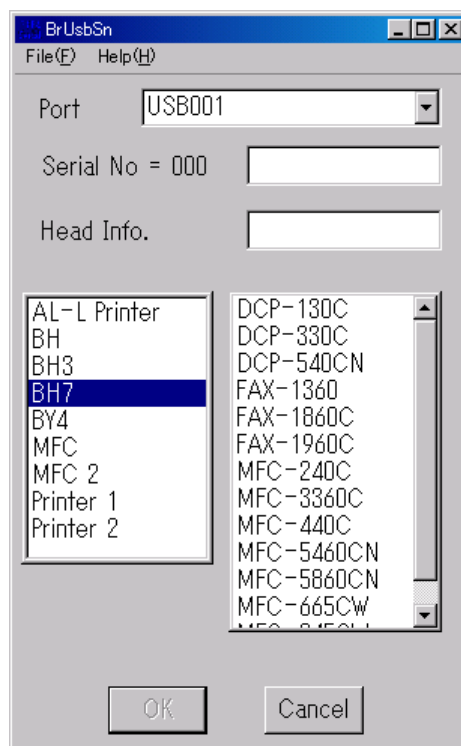 BrUsbSn
File(F) Help(H)
Port USB001
Serial No = 000
Head Info.
AL-L Printer
BH
BH3
BH7
BY4
MFC
MFC 2
Printer 1
Printer 2
DCP-130C
DCP-330C
DCP-540CN
FAX-1360
FAX-1860C
FAX-1960C
MFC-240C
MFC-3360C
MFC-440C
MFC-5460CN
MFC-5860CN
MFC-665CW
OK Cancel